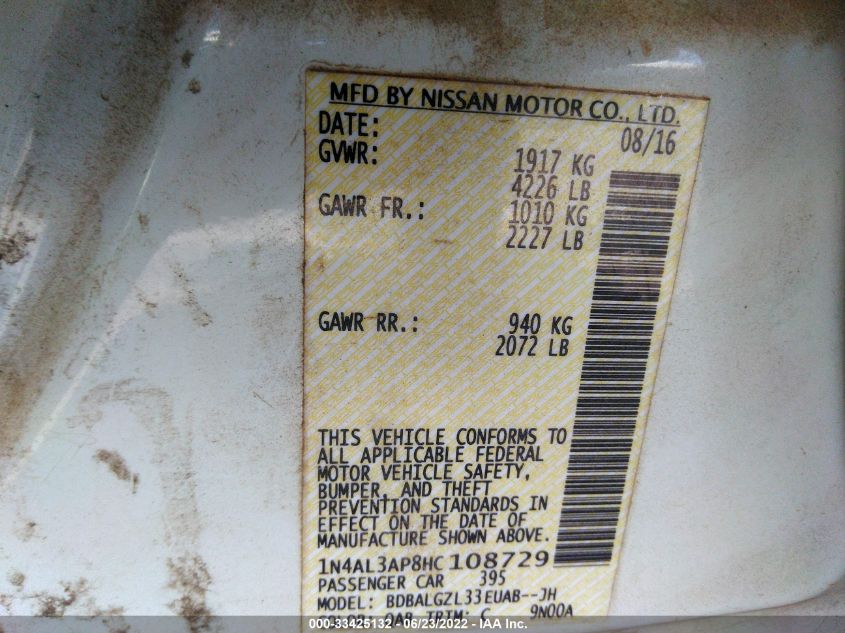 MFD BY NISSAN MOTOR CO., LTD.
DATE: 08/16
GVWR: 1917 KG
4226 LB
GAWR FR.: 1010 KG
2227 LB
GAWR RR.: 940 KG
2072 LB
THIS VEHICLE CONFORMS TO
ALL APPLICABLE FEDERAL
MOTOR VEHICLE SAFETY,
BUMPER, AND THEFT
PREVENTION STANDARDS IN
EFFECT ON THE DATE OF
MANUFACTURE SHOWN ABOVE.
1N4AL3AP8HC108729
PASSENGER CAR 395
MODEL: BDBALGZL33EUAB--JH
TRIM: C 9N00A
000-33425132 - 06/23/2022 - IAA Inc.